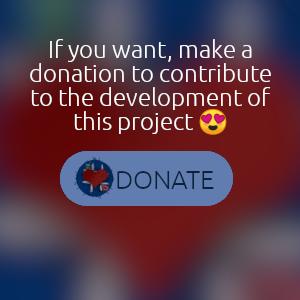 If you want, make a
donation to contribute
to the development of
this project 😍
DONATE